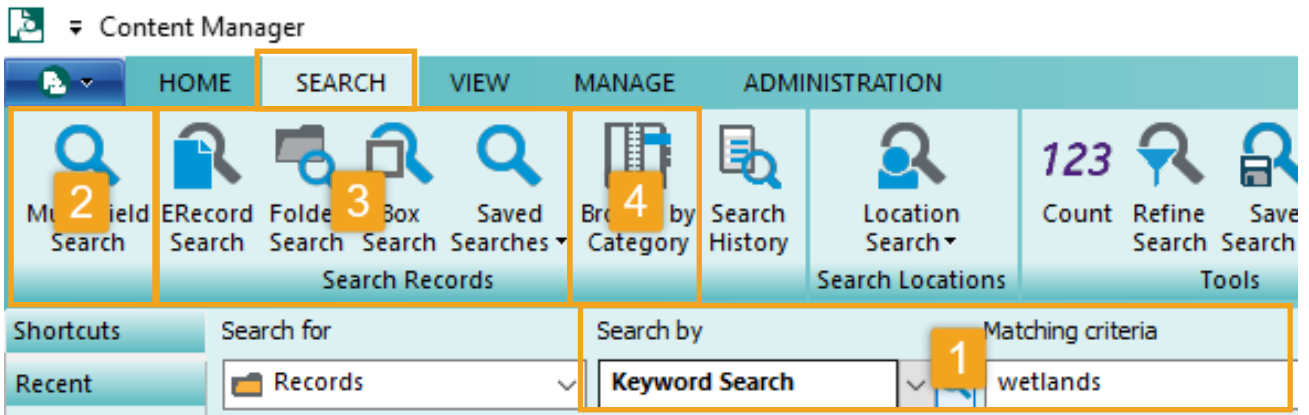 Content Manager
HOME SEARCH VIEW MANAGE ADMINISTRATION
2 3 4
ERecord Box Saved by Search Location 123 Count Refine Save
Search Search Search Search Searches Category History Search Search Search
Search Records Search Locations Tools
Shortcuts Search for Search by 1 Matching criteria
Recent Records Keyword Search wetlands